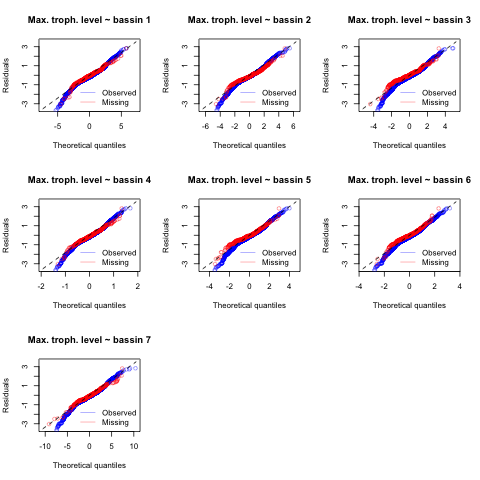 Max. troph. level ~ bassin 1
Max. troph. level ~ bassin 2
Max. troph. level ~ bassin 3
Residuals
3
1
-1
-3
Observed
Missing
-5
0
5
Theoretical quantiles
Residuals
3
1
-1
-3
Observed
Missing
-6
-4
-2
0
2
4
6
Theoretical quantiles
Residuals
3
1
-1
-3
Observed
Missing
-4
-2
0
2
4
Theoretical quantiles
Max. troph. level ~ bassin 4
Max. troph. level ~ bassin 5
Max. troph. level ~ bassin 6
Residuals
3
1
-1
-3
Observed
Missing
-2
-1
0
1
2
Theoretical quantiles
Residuals
3
1
-1
-3
Observed
Missing
-4
-2
0
2
4
Theoretical quantiles
Residuals
3
1
-1
-3
Observed
Missing
-4
-2
0
2
4
Theoretical quantiles
Max. troph. level ~ bassin 7
Residuals
3
1
-1
-3
Observed
Missing
-10
-5
0
5
10
Theoretical quantiles